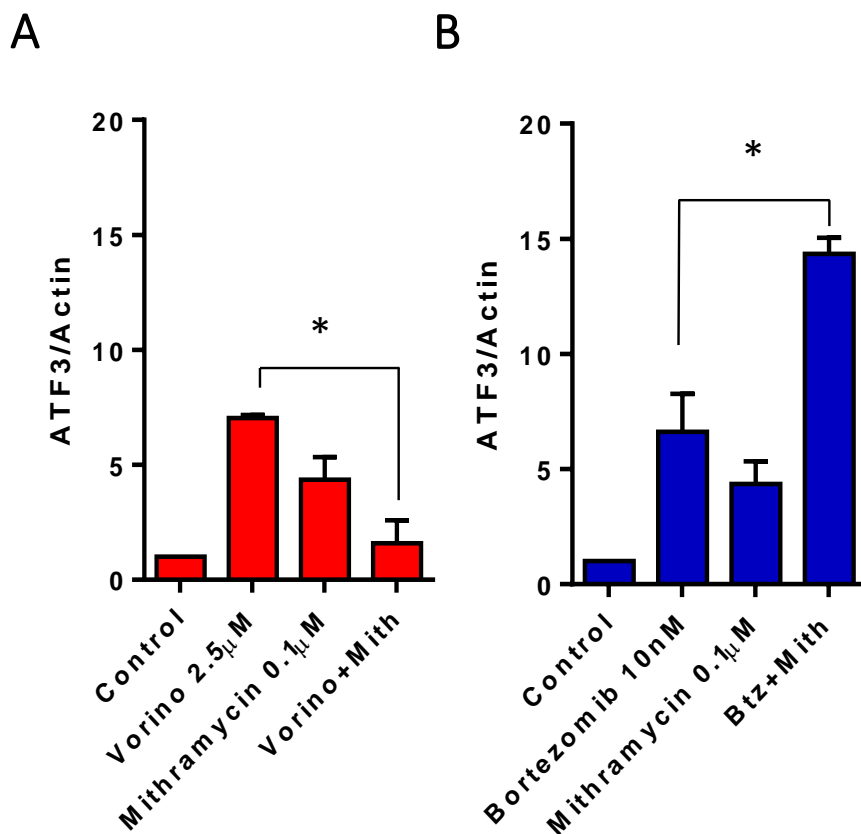 A
B
ATF3/Actin
20
15
10
5
0
*
Control
Vorino 2.5µM
Mithramycin 0.1µM
Vorino+Mith
ATF3/Actin
20
15
10
5
0
*
Control
Bortezomib 10nM
Mithramycin 0.1µM
Btz+Mith